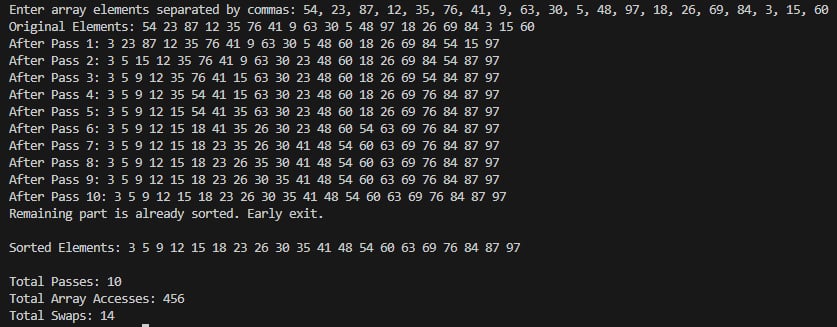 Enter array elements separated by commas: 54, 23, 87, 12, 35, 76, 41, 9, 63, 30, 5, 48, 97, 18, 26, 69, 84, 3, 15, 60
Original Elements: 54 23 87 12 35 76 41 9 63 30 5 48 97 18 26 69 84 3 15 60
After Pass 1: 3 23 87 12 35 76 41 9 63 30 5 48 60 18 26 69 84 54 15 97
After Pass 2: 3 5 15 12 35 76 41 9 63 30 23 48 60 18 26 69 84 54 87 97
After Pass 3: 3 5 9 12 35 76 41 15 63 30 23 48 60 18 26 69 54 84 87 97
After Pass 4: 3 5 9 12 35 54 41 15 63 30 23 48 60 18 26 69 76 84 87 97
After Pass 5: 3 5 9 12 15 54 41 35 63 30 23 48 60 18 26 69 76 84 87 97
After Pass 6: 3 5 9 12 15 18 41 35 26 30 23 48 60 54 63 69 76 84 87 97
After Pass 7: 3 5 9 12 15 18 23 35 26 30 41 48 54 60 63 69 76 84 87 97
After Pass 8: 3 5 9 12 15 18 23 26 35 30 41 48 54 60 63 69 76 84 87 97
After Pass 9: 3 5 9 12 15 18 23 26 30 35 41 48 54 60 63 69 76 84 87 97
After Pass 10: 3 5 9 12 15 18 23 26 30 35 41 48 54 60 63 69 76 84 87 97
Remaining part is already sorted. Early exit.
Sorted Elements: 3 5 9 12 15 18 23 26 30 35 41 48 54 60 63 69 76 84 87 97
Total Passes: 10
Total Array Accesses: 456
Total Swaps: 14